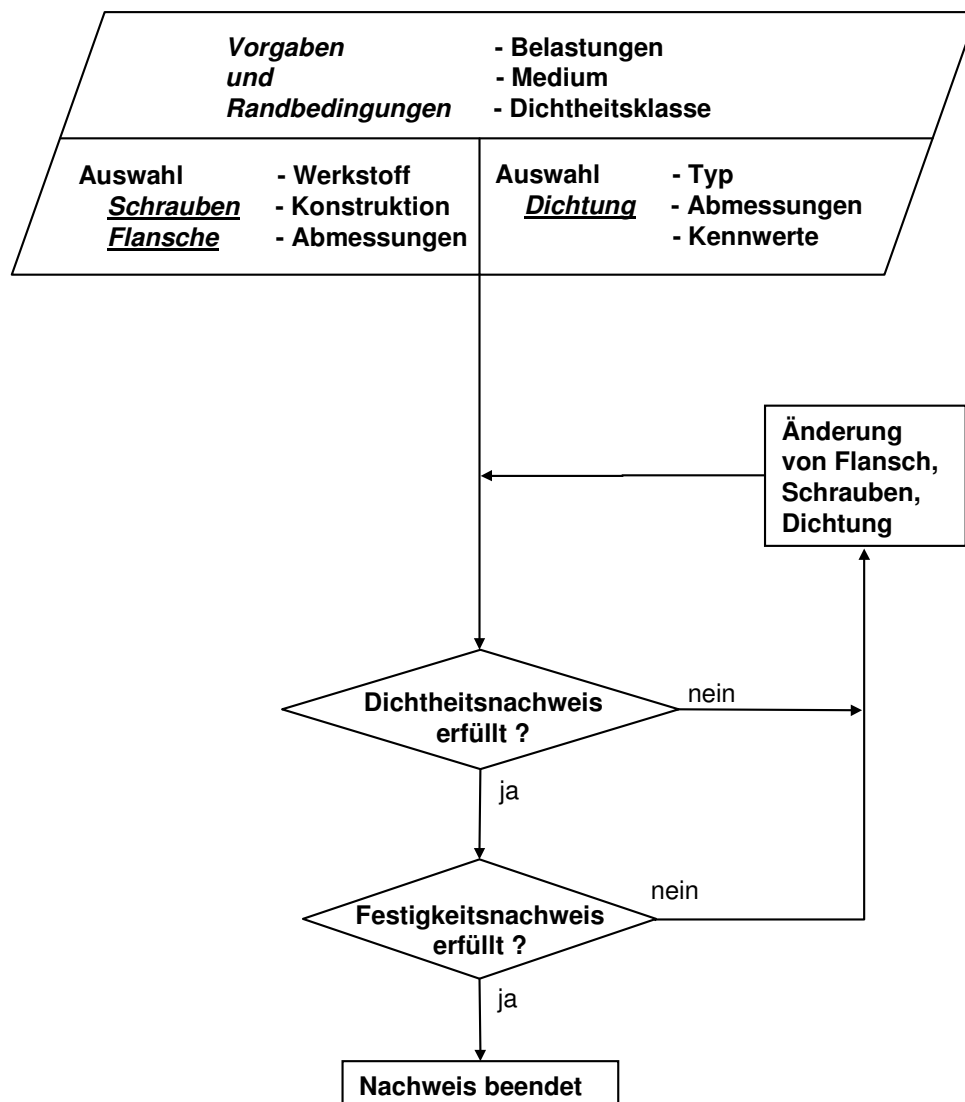 Vorgaben - Belastungen
und - Medium
Randbedingungen - Dichtheitsklasse
Auswahl - Werkstoff
Schrauben - Konstruktion
Flansche - Abmessungen
Auswahl - Typ
Dichtung - Abmessungen
- Kennwerte
Änderung
von Flansch,
Schrauben,
Dichtung
Dichtheitsnachweis
erfüllt ?
nein
ja
Festigkeitsnachweis
erfüllt ?
nein
ja
Nachweis beendet